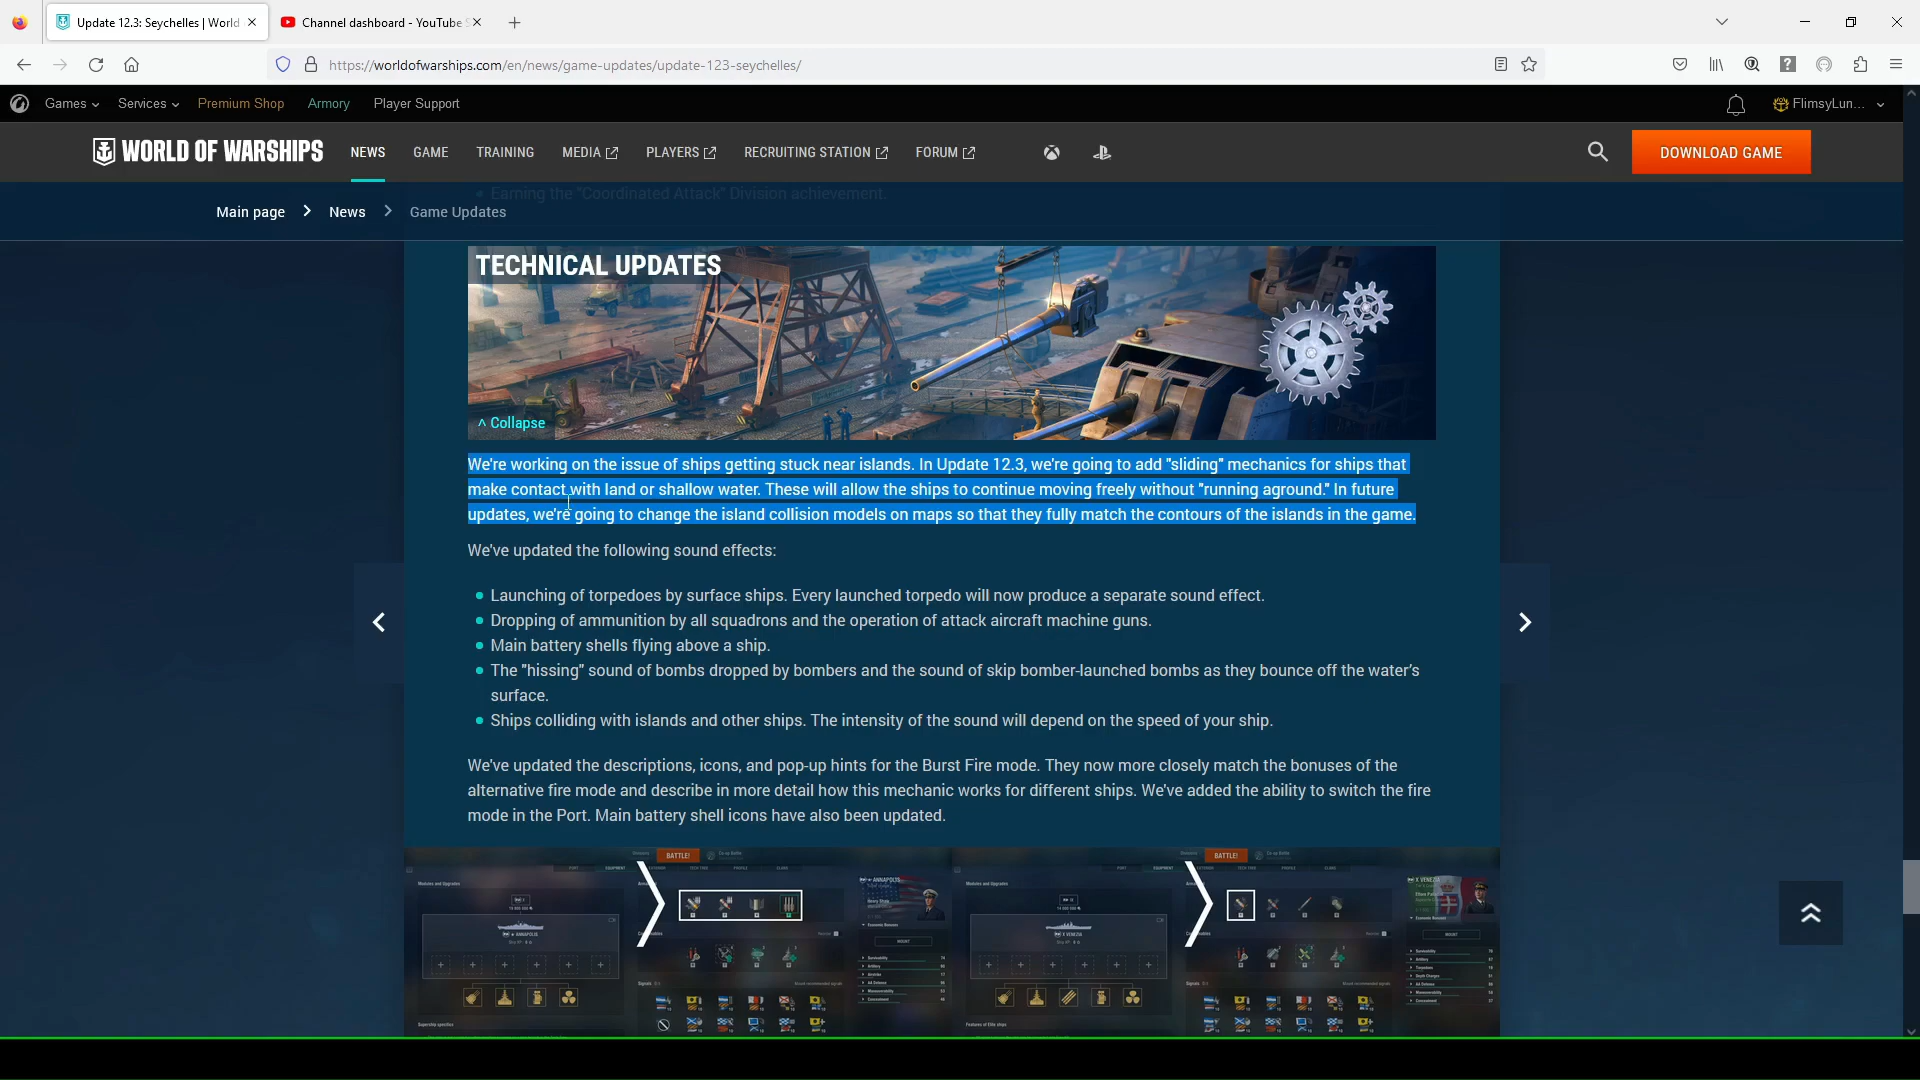 Update 12.3: Seychelles | World
Channel dashboard - YouTube S
https://worldofwarships.com/en/news/game-updates/update-123-seychelles/
Games Services Premium Shop Armory Player Support FlimsyLun...
WORLD OF WARSHIPS NEWS GAME TRAINING MEDIA PLAYERS RECRUITING STATION FORUM DOWNLOAD GAME
Earning the "Coordinated Attack" Division achievement.
Main page > News > Game Updates
TECHNICAL UPDATES
^ Collapse
We're working on the issue of ships getting stuck near islands. In Update 12.3, we're going to add "sliding" mechanics for ships that
make contact with land or shallow water. These will allow the ships to continue moving freely without "running aground." In future
updates, we're going to change the island collision models on maps so that they fully match the contours of the islands in the game.
We've updated the following sound effects:
Launching of torpedoes by surface ships. Every launched torpedo will now produce a separate sound effect.
Dropping of ammunition by all squadrons and the operation of attack aircraft machine guns.
Main battery shells flying above a ship.
The "hissing" sound of bombs dropped by bombers and the sound of skip bomber-launched bombs as they bounce off the water's
surface.
Ships colliding with islands and other ships. The intensity of the sound will depend on the speed of your ship.
We've updated the descriptions, icons, and pop-up hints for the Burst Fire mode. They now more closely match the bonuses of the
alternative fire mode and describe in more detail how this mechanic works for different ships. We've added the ability to switch the fire
mode in the Port. Main battery shell icons have also been updated.
BATTLE! BATTLE!
Modules and Upgrades ANNAPOLIS Modules and Upgrades X VENEZIA
ANNAPOLIS X VENEZIA
MOUNT MOUNT